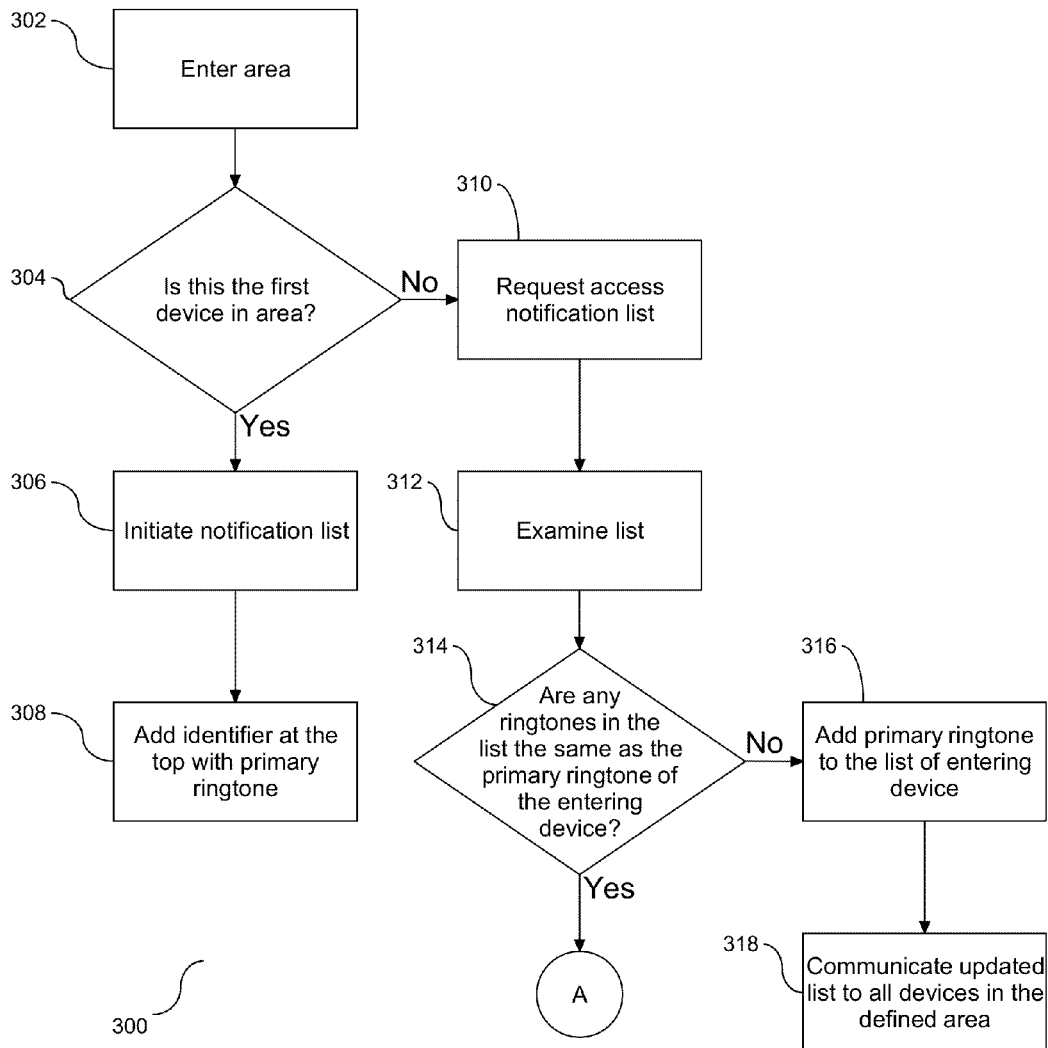 302
Enter area
310
304
Is this the first
device in area?
No
Request access
notification list
Yes
306
Initiate notification list
312
Examine list
314
Are any
ringtones in the
list the same as the
primary ringtone of
the entering
device?
No
316
Add primary ringtone
to the list of entering
device
308
Add identifier at the
top with primary
ringtone
Yes
A
318
Communicate updated
list to all devices in the
defined area
300